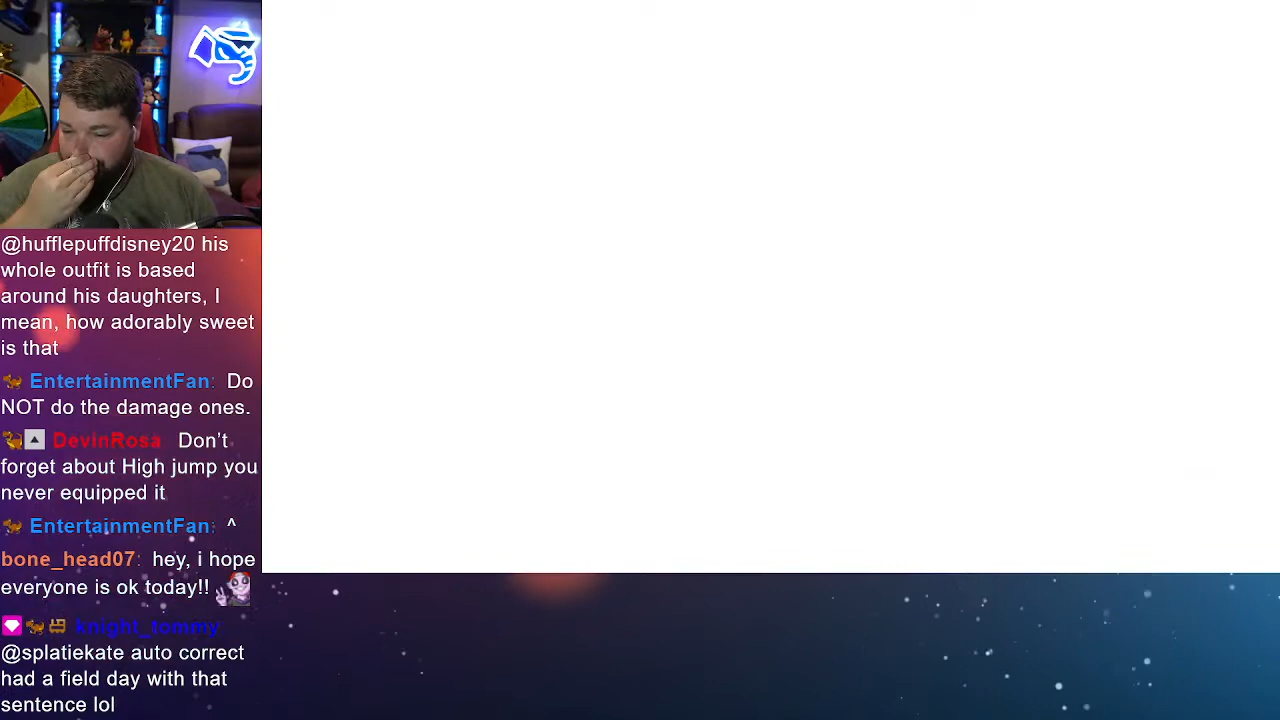 @hufflepuffdisney20 his
whole outfit is based
around his daughters, I
mean, how adorably sweet
is that
EntertainmentFan: Do
NOT do the damage ones.
DevinRosa Don't
forget about High jump you
never equipped it
EntertainmentFan: ^
bone_head07: hey, i hope
everyone is ok today!!
knight_tommy
@splatiekate auto correct
had a field day with that
sentence lol